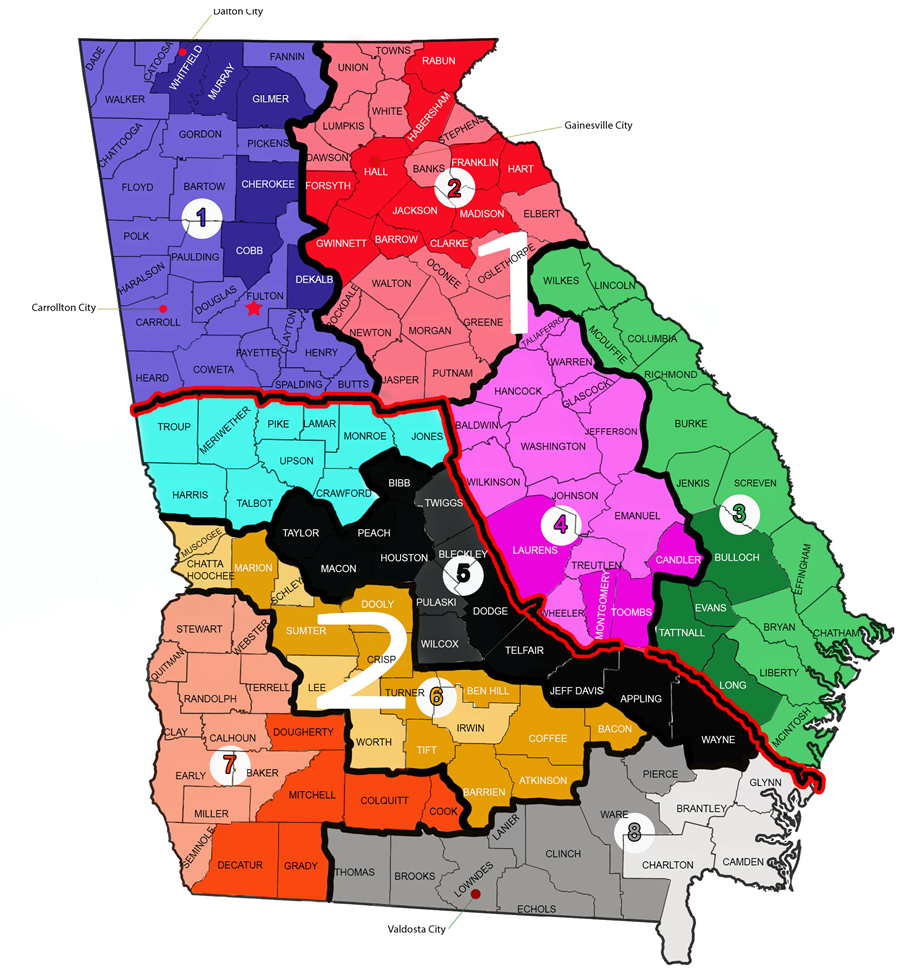 Dalton City
DADE
CATOOSA
WHITFIELD
MURRAY
FANNIN
WALKER
GILMER
CHATTOOGA
GORDON
PICKENS
FLOYD
BARTOW
CHEROKEE
1
POLK
PAULDING
COBB
HARALSON
DEKALB
DOUGLAS
FULTON
Carrollton City
CARROLL
CLAYTON
FAYETTE
HENRY
HEARD
COWETA
SPALDING
BUTTS
TOWNS
UNION
RABUN
WHITE
HABERSHAM
LUMPKIS
STEPHENS
Gainesville City
DAWSON
HALL
BANKS
FRANKLIN
HART
FORSYTH
2
JACKSON
MADISON
ELBERT
GWINNETT
BARROW
CLARKE
1
OCONEE
OGLETHORPE
WALTON
ROCKDALE
NEWTON
MORGAN
GREENE
JASPER
PUTNAM
WILKES
LINCOLN
TALIAFERRO
MCDUFFIE
COLUMBIA
WARREN
RICHMOND
HANCOCK
GLASCOCK
BURKE
BALDWIN
WASHINGTON
JEFFERSON
WILKINSON
JENKIS
SCREVEN
JOHNSON
EMANUEL
4
3
LAURENS
TREUTLEN
CANDLER
BULLOCH
EFFINGHAM
WHEELER
MONTGOMERY
TOOMBS
EVANS
TATTNALL
BRYAN
CHATHAM
LIBERTY
LONG
MCINTOSH
TROUP
MERIWETHER
PIKE
LAMAR
MONROE
JONES
UPSON
HARRIS
TALBOT
CRAWFORD
BIBB
TWIGGS
TAYLOR
PEACH
HOUSTON
BLECKLEY
MACON
5
PULASKI
DODGE
WILCOX
TELFAIR
JEFF DAVIS
APPLING
WAYNE
MUSCOGEE
CHATTA
HOOCHEE
MARION
SCHLEY
DOOLY
SUMTER
2
CRISP
LEE
TURNER
6
BEN HILL
WORTH
TIFT
IRWIN
COFFEE
BACON
BARRIEN
ATKINSON
STEWART
WEBSTER
QUITMAN
RANDOLPH
TERRELL
CLAY
CALHOUN
DOUGHERTY
7
EARLY
BAKER
MITCHELL
COLQUITT
COOK
MILLER
SEMINOLE
DECATUR
GRADY
THOMAS
BROOKS
LOWNDES
LANIER
CLINCH
ECHOLS
WARE
8
PIERCE
BRANTLEY
GLYNN
CHARLTON
CAMDEN
Valdosta City